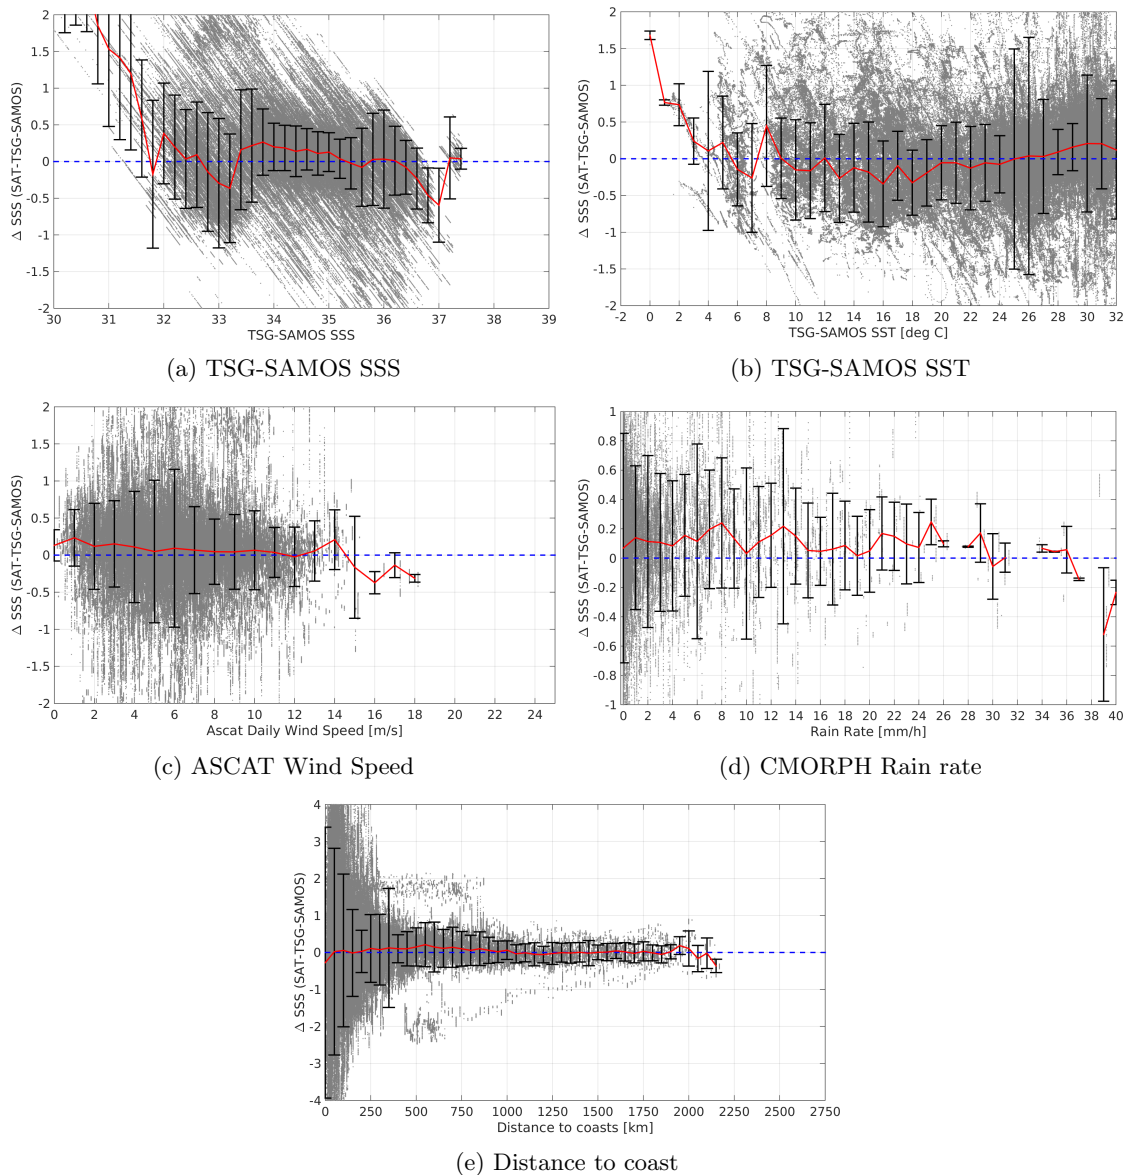 2
1.5
1
0.5
0
-0.5
-1
-1.5
-2
Δ SSS (SAT-TSG-SAMOS)
30 31 32 33 34 35 36 37 38 39
TSG-SAMOS SSS
(a) TSG-SAMOS SSS
2
1.5
1
0.5
0
-0.5
-1
-1.5
-2
Δ SSS (SAT-TSG-SAMOS)
-2 0 2 4 6 8 10 12 14 16 18 20 22 24 26 28 30 32
TSG-SAMOS SST [deg C]
(b) TSG-SAMOS SST
2
1.5
1
0.5
0
-0.5
-1
-1.5
-2
Δ SSS (SAT-TSG-SAMOS)
0 2 4 6 8 10 12 14 16 18 20 22 24
Ascat Daily Wind Speed [m/s]
(c) ASCAT Wind Speed
1
0.8
0.6
0.4
0.2
0
-0.2
-0.4
-0.6
-0.8
-1
Δ SSS (SAT-TSG-SAMOS)
0 2 4 6 8 10 12 14 16 18 20 22 24 26 28 30 32 34 36 38 40
Rain Rate [mm/h]
(d) CMORPH Rain rate
4
3
2
1
0
-1
-2
-3
-4
Δ SSS (SAT-TSG-SAMOS)
0 250 500 750 1000 1250 1500 1750 2000 2250 2500 2750
Distance to coasts [km]
(e) Distance to coast